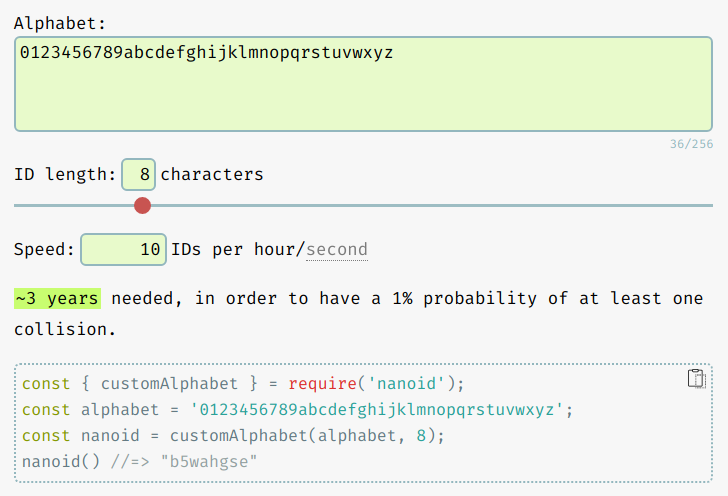 Alphabet:
0123456789abcdefghijklmnopqrstuvwxyz
36/256
ID length: 8 characters
Speed: 10 IDs per hour/second
~3 years needed, in order to have a 1% probability of at least one
collision.
const { customAlphabet } = require('nanoid');
const alphabet = '0123456789abcdefghijklmnopqrstuvwxyz';
const nanoid = customAlphabet(alphabet, 8);
nanoid() //=> "b5wahgse"